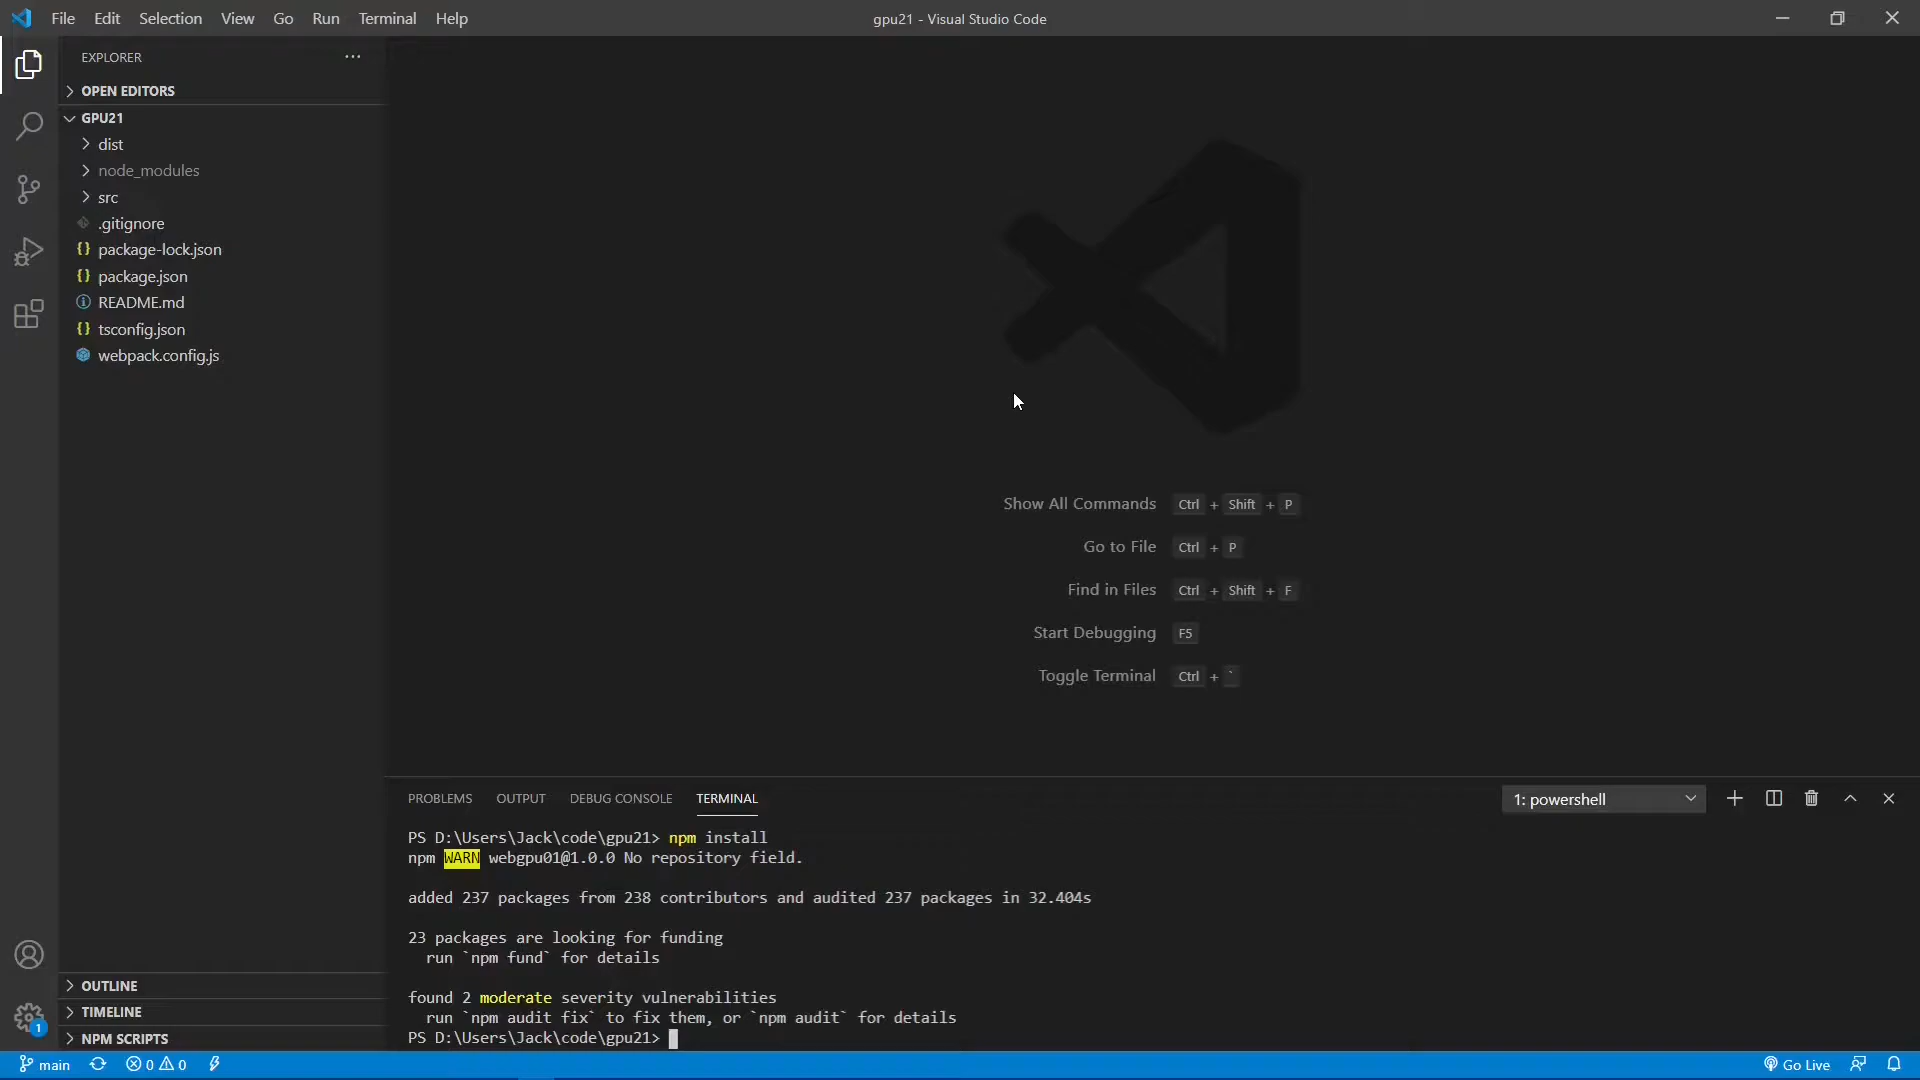 File Edit Selection View Go Run Terminal Help
gpu21 - Visual Studio Code
EXPLORER
OPEN EDITORS
GPU21
dist
node_modules
src
.gitignore
package-lock.json
package.json
README.md
tsconfig.json
webpack.config.js
Show All Commands Ctrl + Shift + P
Go to File Ctrl + P
Find in Files Ctrl + Shift + F
Start Debugging F5
Toggle Terminal Ctrl + `
PROBLEMS OUTPUT DEBUG CONSOLE TERMINAL
1: powershell
PS D:\Users\Jack\code\gpu21> npm install
npm WARN webgpu01@1.0.0 No repository field.
added 237 packages from 238 contributors and audited 237 packages in 32.404s
23 packages are looking for funding
run `npm fund` for details
found 2 moderate severity vulnerabilities
run `npm audit fix` to fix them, or `npm audit` for details
PS D:\Users\Jack\code\gpu21>
OUTLINE
TIMELINE
NPM SCRIPTS
1
main 0 0
Go Live